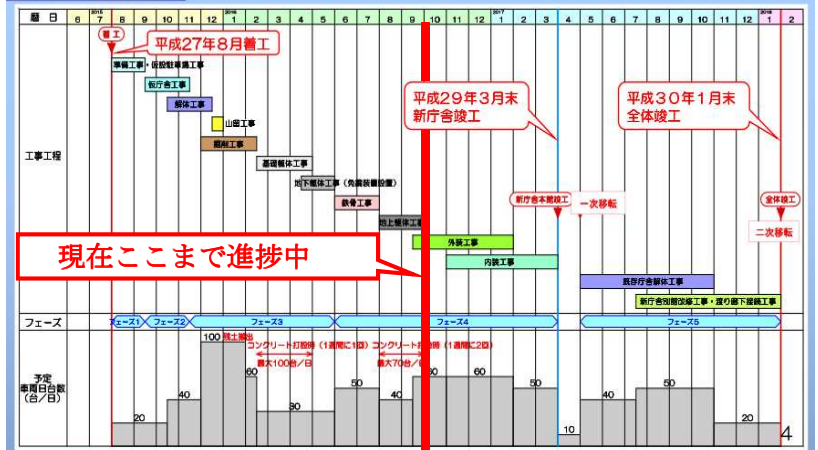 暦 日 6 2015 7 8 9 10 11 12 2016 1 2 3 4 5 6 7 8 9 10 11 12 2017 1 2 3 4 5 6 7 8 9 10 11 12 2018 1 2
着工
平成27年8月着工
準備工事・仮設駐車場工事
仮庁舎工事
解体工事
山留工事
掘削工事
平成29年3月末
新庁舎竣工
平成30年1月末
全体竣工
工事工程
基礎躯体工事
地下躯体工事(免震装置設置)
鉄骨工事
地上躯体工事
新庁舎本館竣工
一次移転
全体竣工
二次移転
現在ここまで進捗中
外装工事
内装工事
既存庁舎解体工事
新庁舎別館改修工事・渡り廊下接続工事
フェーズ
フェーズ1 フェーズ2 フェーズ3 フェーズ4 フェーズ5
予定
車両日台数
(台/日)
100 残土搬出
コンクリート打設時(1週間に1回) コンクリート打設時(1週間に2回)
最大100台/日 最大70台/日
20 40 60 30 50 40 60 60 50 10 40 50 20
4